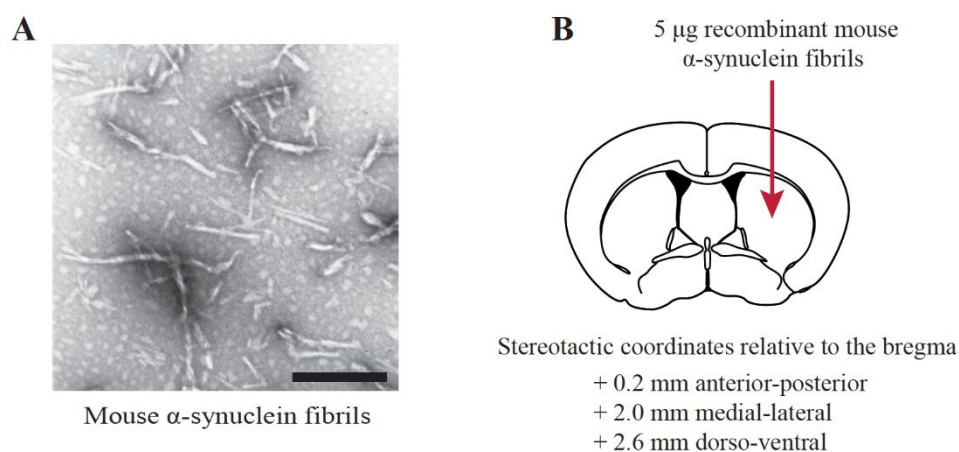 A
Mouse α-synuclein fibrils
B
5 μg recombinant mouse
α-synuclein fibrils
Stereotactic coordinates relative to the bregma
+ 0.2 mm anterior-posterior
+ 2.0 mm medial-lateral
+ 2.6 mm dorso-ventral